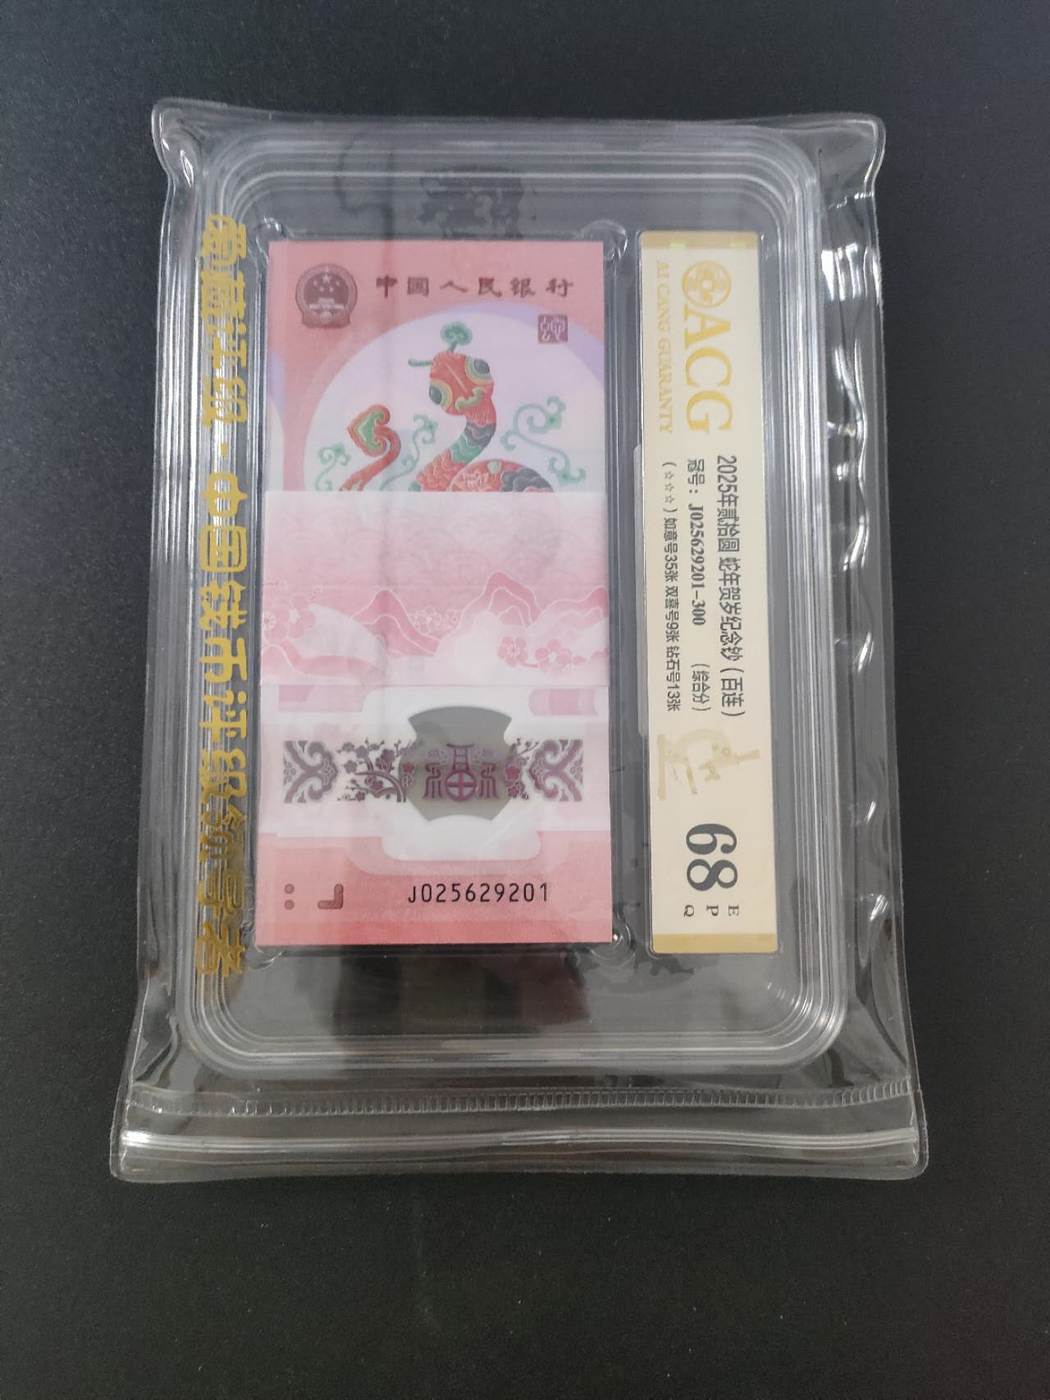 中国人民银行
J025629201
ACG
AI CANG GUARANTY
2025年贰拾圆 蛇年贺岁纪念钞（百连）
冠号：J025629201-300 （综合分）
（☆☆☆）如意号35张 双喜号9张 钻石号13张
68
E
P
Q
爱藏评级·中国钱币评级领导者